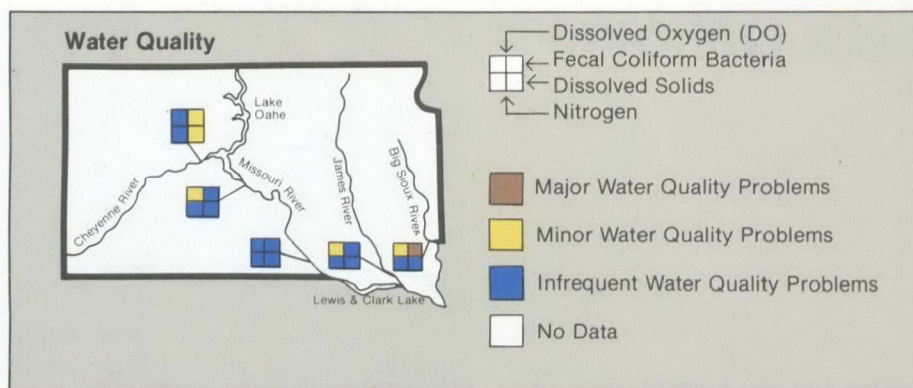 Water Quality
Lake
Oahe
Cheyenne River
Missouri River
James River
Big Sioux River
Lewis & Clark Lake
Dissolved Oxygen (DO)
Fecal Coliform Bacteria
Dissolved Solids
Nitrogen
Major Water Quality Problems
Minor Water Quality Problems
Infrequent Water Quality Problems
No Data